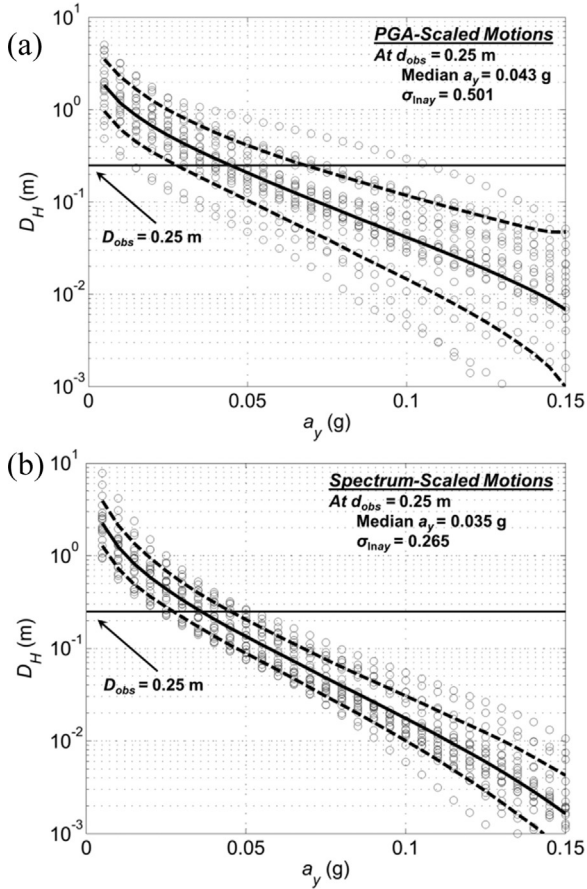 (a)
PGA-Scaled Motions
At dobs = 0.25 m
Median ay = 0.043 g
σlnay = 0.501
10¹
10⁰
10⁻¹
10⁻²
10⁻³
DH (m)
Dobs = 0.25 m
0 0.05 0.1 0.15
ay (g)
(b)
Spectrum-Scaled Motions
At dobs = 0.25 m
Median ay = 0.035 g
σlnay = 0.265
10¹
10⁰
10⁻¹
10⁻²
10⁻³
DH (m)
Dobs = 0.25 m
0 0.05 0.1 0.15
ay (g)